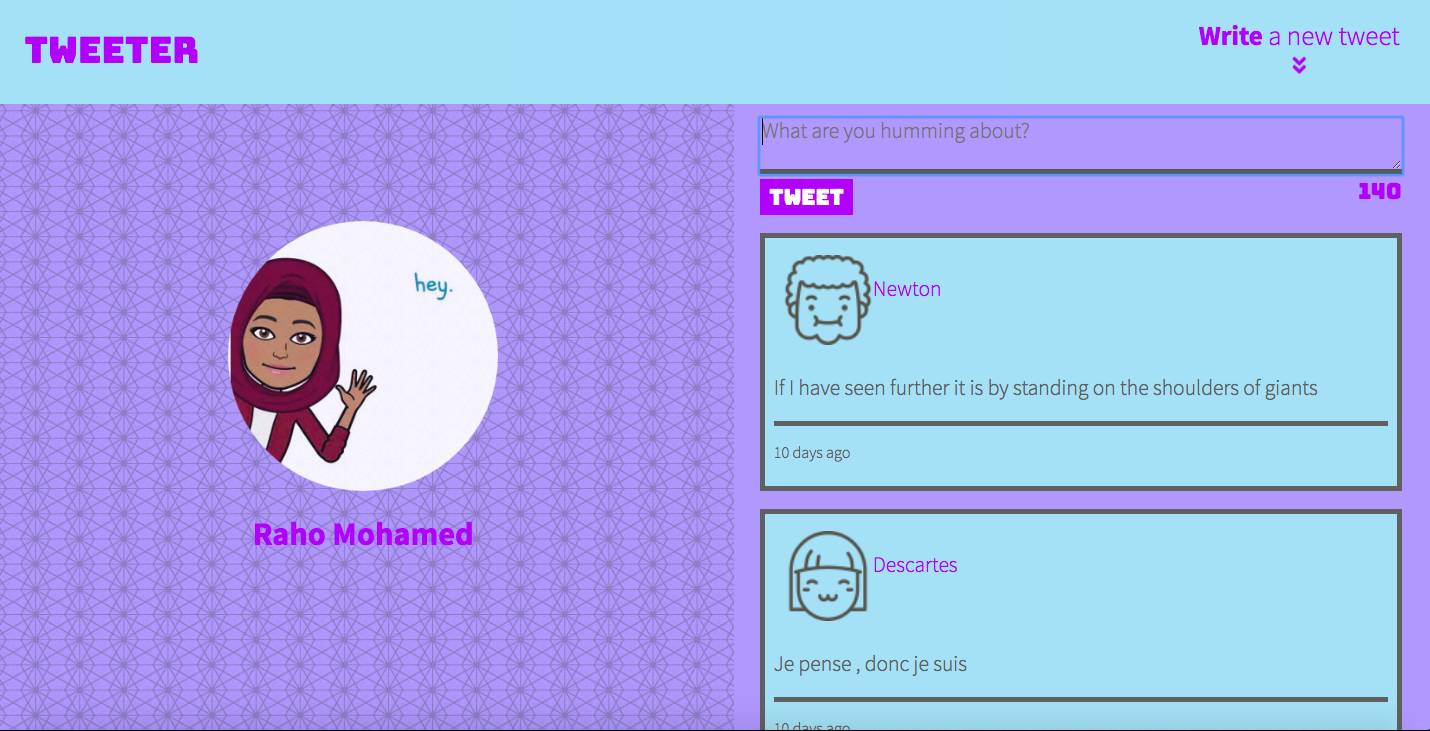 TWEETER
Write a new tweet
hey.
Raho Mohamed
What are you humming about?
TWEET
140
Newton
If I have seen further it is by standing on the shoulders of giants
10 days ago
Descartes
Je pense , donc je suis
10 days ago